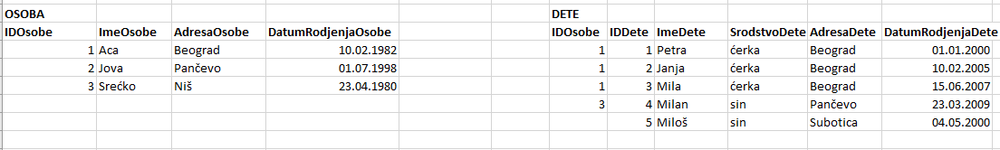 OSOBA DETE
IDOsobe ImeOsobe AdresaOsobe DatumRodjenjaOsobe IDOsobe IDDete ImeDete SrodstvoDete AdresaDete DatumRodjenjaDete
1 Aca Beograd 10.02.1982 1 1 Petra ćerka Beograd 01.01.2000
2 Jova Pančevo 01.07.1998 1 2 Janja ćerka Beograd 10.02.2005
3 Srećko Niš 23.04.1980 1 3 Mila ćerka Beograd 15.06.2007
3 4 Milan sin Pančevo 23.03.2009
5 Miloš sin Subotica 04.05.2000